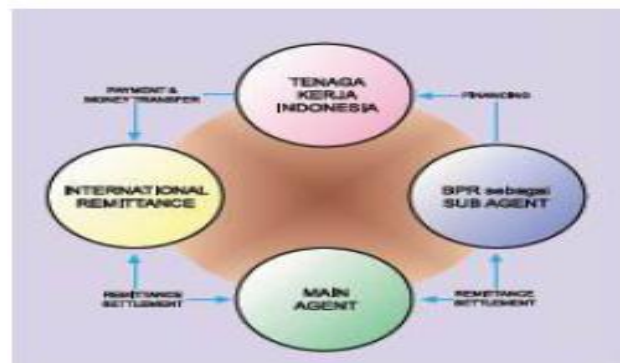 TENAGA
KERJA
INDONESIA
PAYMENT &
MONEY TRANSFER
FINANCING
INTERNATIONAL
REMITTANCE
BPR sebagai
SUB AGENT
MAIN
AGENT
REMITTANCE
SETTLEMENT
REMITTANCE
SETTLEMENT